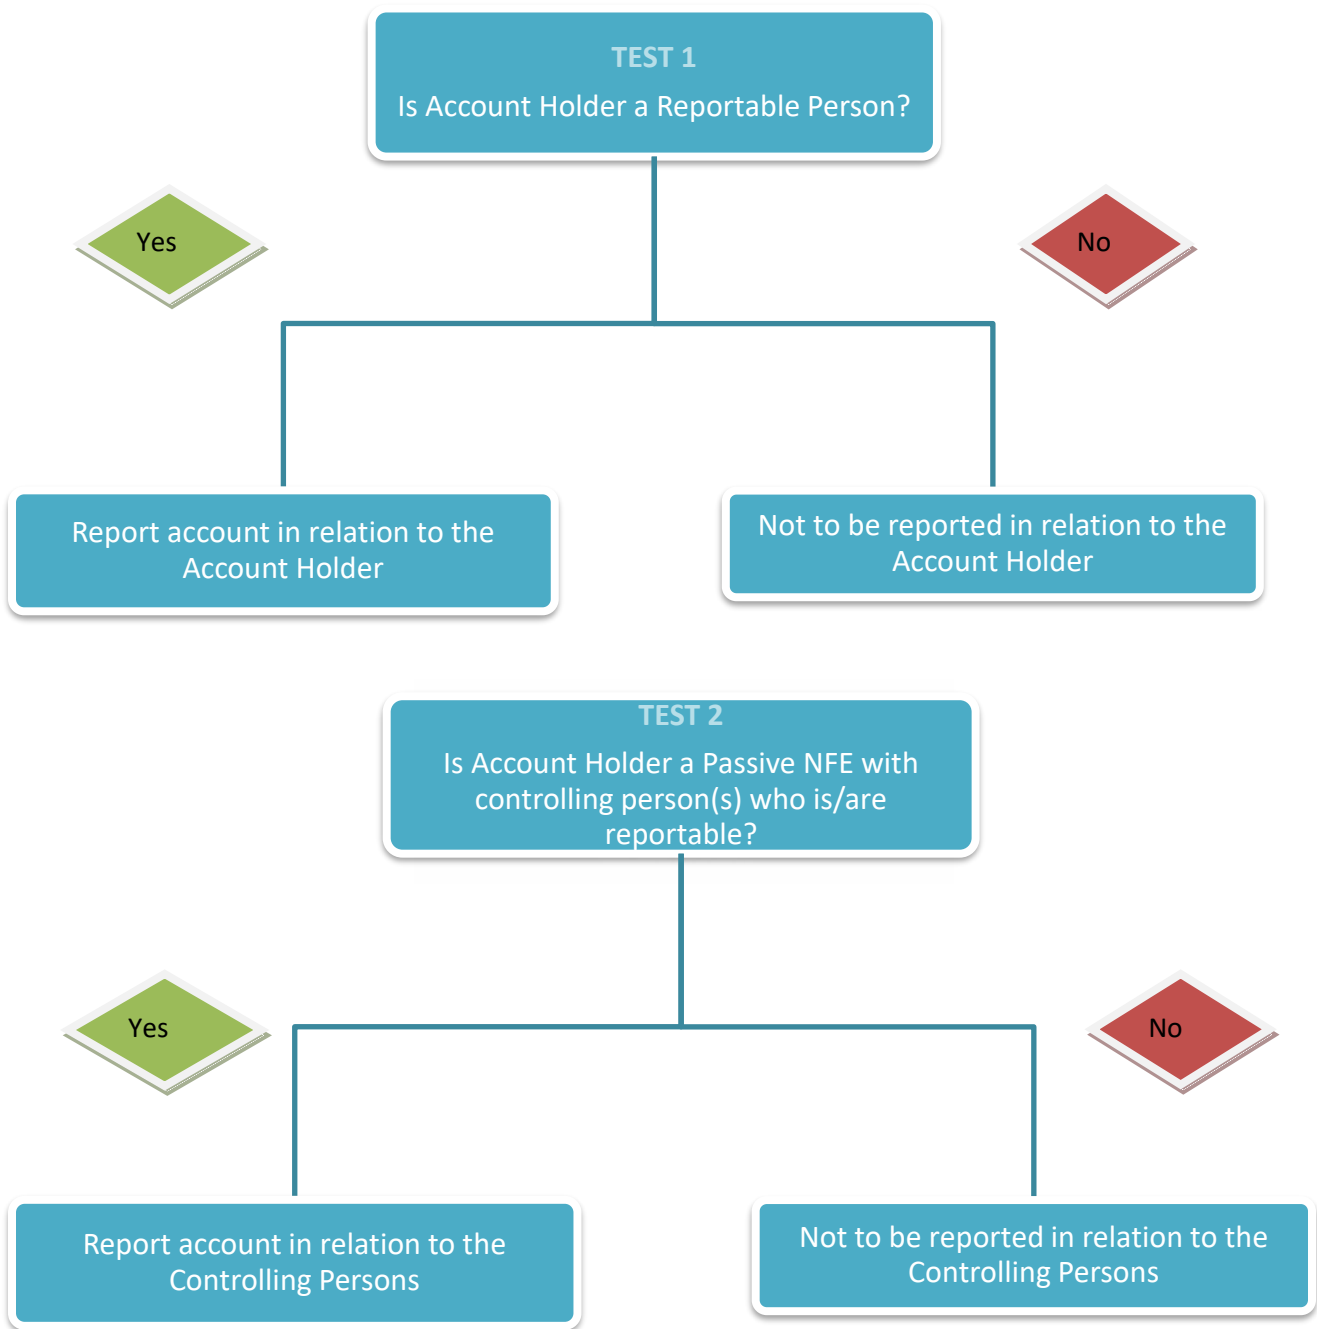 TEST 1
Is Account Holder a Reportable Person?
Yes
No
Report account in relation to the
Account Holder
Not to be reported in relation to the
Account Holder
TEST 2
Is Account Holder a Passive NFE with
controlling person(s) who is/are
reportable?
Yes
No
Report account in relation to the
Controlling Persons
Not to be reported in relation to the
Controlling Persons